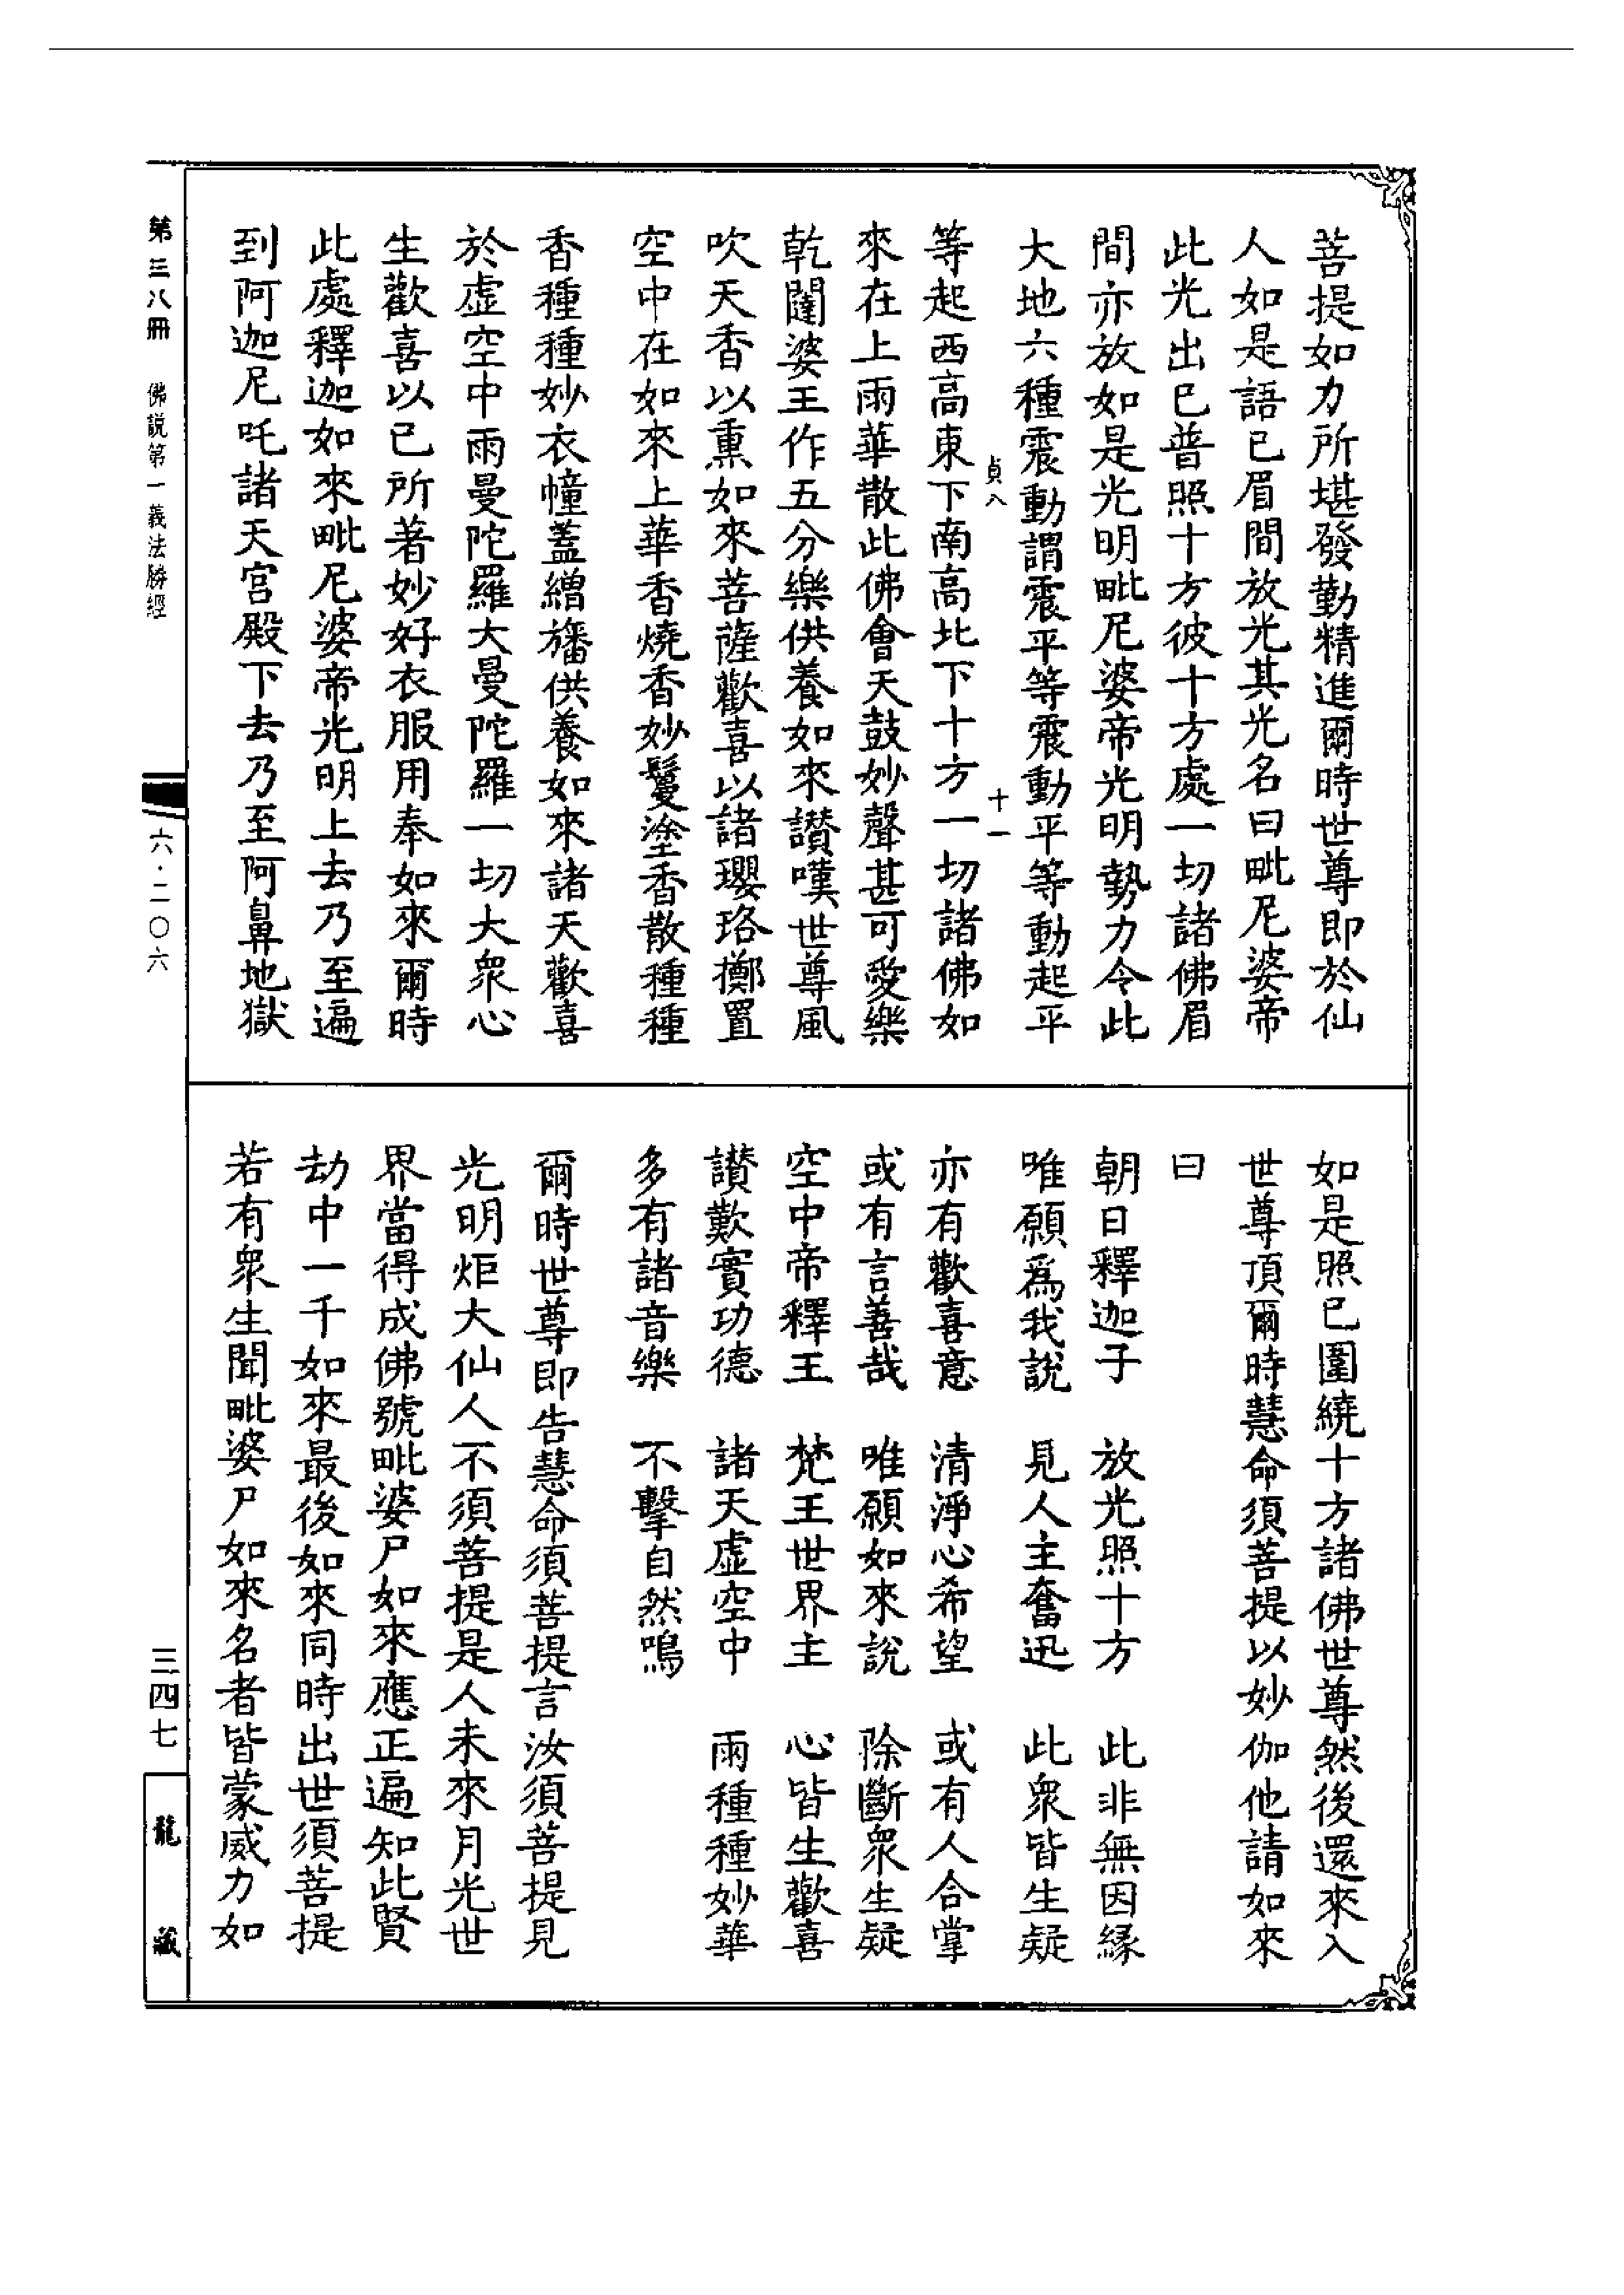 菩提如力所堪發勤精進爾時世尊即於仙
人如是語已眉間放光其光名曰毗尼婆帝
此光出已普照十方彼十方處一切諸佛眉
間亦放如是光明毗尼婆帝光明勢力令此
大地六種震動謂震平等震動平等動起平
貞八 十一
等起西高東下南高北下十方一切諸佛如
來在上雨華散此佛會天鼓妙聲甚可愛樂
乾闥婆王作五分樂供養如來讃嘆世尊風
吹天香以熏如來菩薩歡喜以諸瓔珞擲置
空中在如來上華香燒香妙鬘塗香散種種
香種種妙衣幢蓋繒旛供養如來諸天歡喜
於虛空中雨曼陀羅大曼陀羅一切大衆心
生歡喜以己所著妙好衣服用奉如來爾時
此處釋迦如來毗尼婆帝光明上去乃至遍
到阿迦尼吒諸天宮殿下去乃至阿鼻地獄
如是照已圍繞十方諸佛世尊然後還來入
世尊頂爾時慧命須菩提以妙伽他請如來
曰
朝日釋迦子 放光照十方 此非無因緣
唯願爲我說 見人主奮迅 此衆皆生疑
亦有歡喜意 清淨心希望 或有人合掌
或有言善哉 唯願如來說 除斷衆生疑
空中帝釋王 梵王世界主 心皆生歡喜
讃歎實功德 諸天虛空中 雨種種妙華
多有諸音樂 不擊自然鳴
爾時世尊即告慧命須菩提言汝須菩提見
光明炬大仙人不須菩提是人未來月光世
界當得成佛號毗婆尸如來應正遍知此賢
劫中一千如來最後如來同時出世須菩提
若有衆生聞毗婆尸如來名者皆蒙威力如
第三八冊 佛説第一義法勝經
六·二〇六
三四七
龍藏